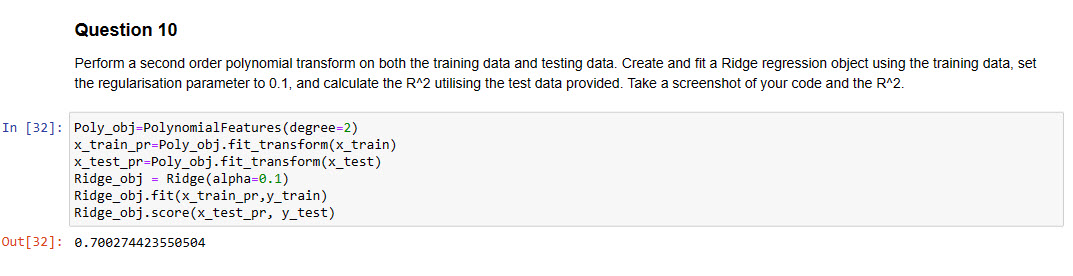 Question 10
Perform a second order polynomial transform on both the training data and testing data. Create and fit a Ridge regression object using the training data, set
the regularisation parameter to 0.1, and calculate the R^2 utilising the test data provided. Take a screenshot of your code and the R^2.
In [32]: Poly_obj=PolynomialFeatures(degree=2)
x_train_pr=Poly_obj.fit_transform(x_train)
x_test_pr=Poly_obj.fit_transform(x_test)
Ridge_obj = Ridge(alpha=0.1)
Ridge_obj.fit(x_train_pr,y_train)
Ridge_obj.score(x_test_pr, y_test)
Out[32]: 0.700274423550504